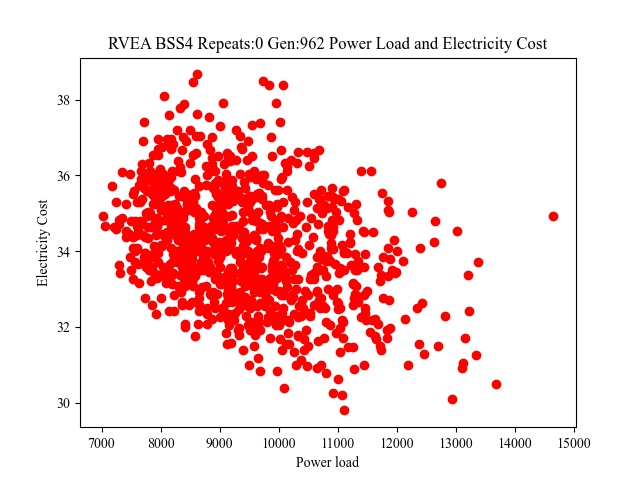 RVEA BSS4 Repeats:0 Gen:962 Power Load and Electricity Cost
38
36
34
32
30
Electricity Cost
7000 8000 9000 10000 11000 12000 13000 14000 15000
Power load